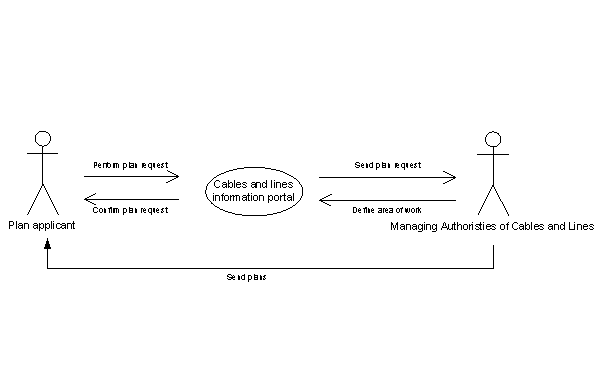 Perform plan request
Send plan request
Cables and lines
information portal
Confirm plan request
Define area of work
Plan applicant
Managing Authoristies of Cables and Lines
Send plans